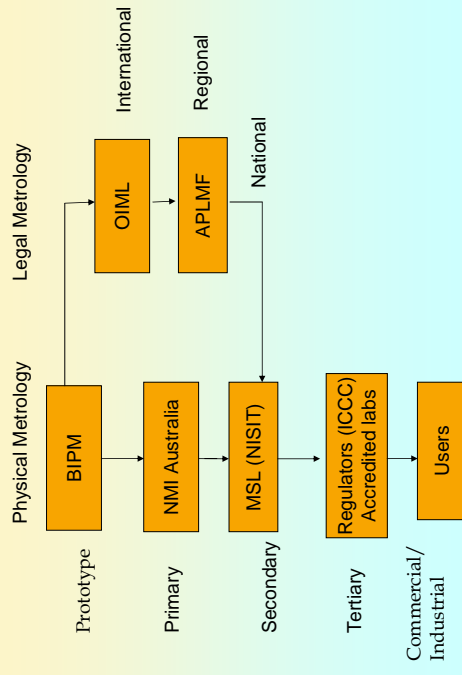 Physical Metrology
Legal Metrology
Prototype
BIPM
OIML
International
Primary
NMI Australia
APLMF
Regional
Secondary
MSL (NISIT)
National
Tertiary
Regulators (ICCC)
Accredited labs
Commercial/
Industrial
Users